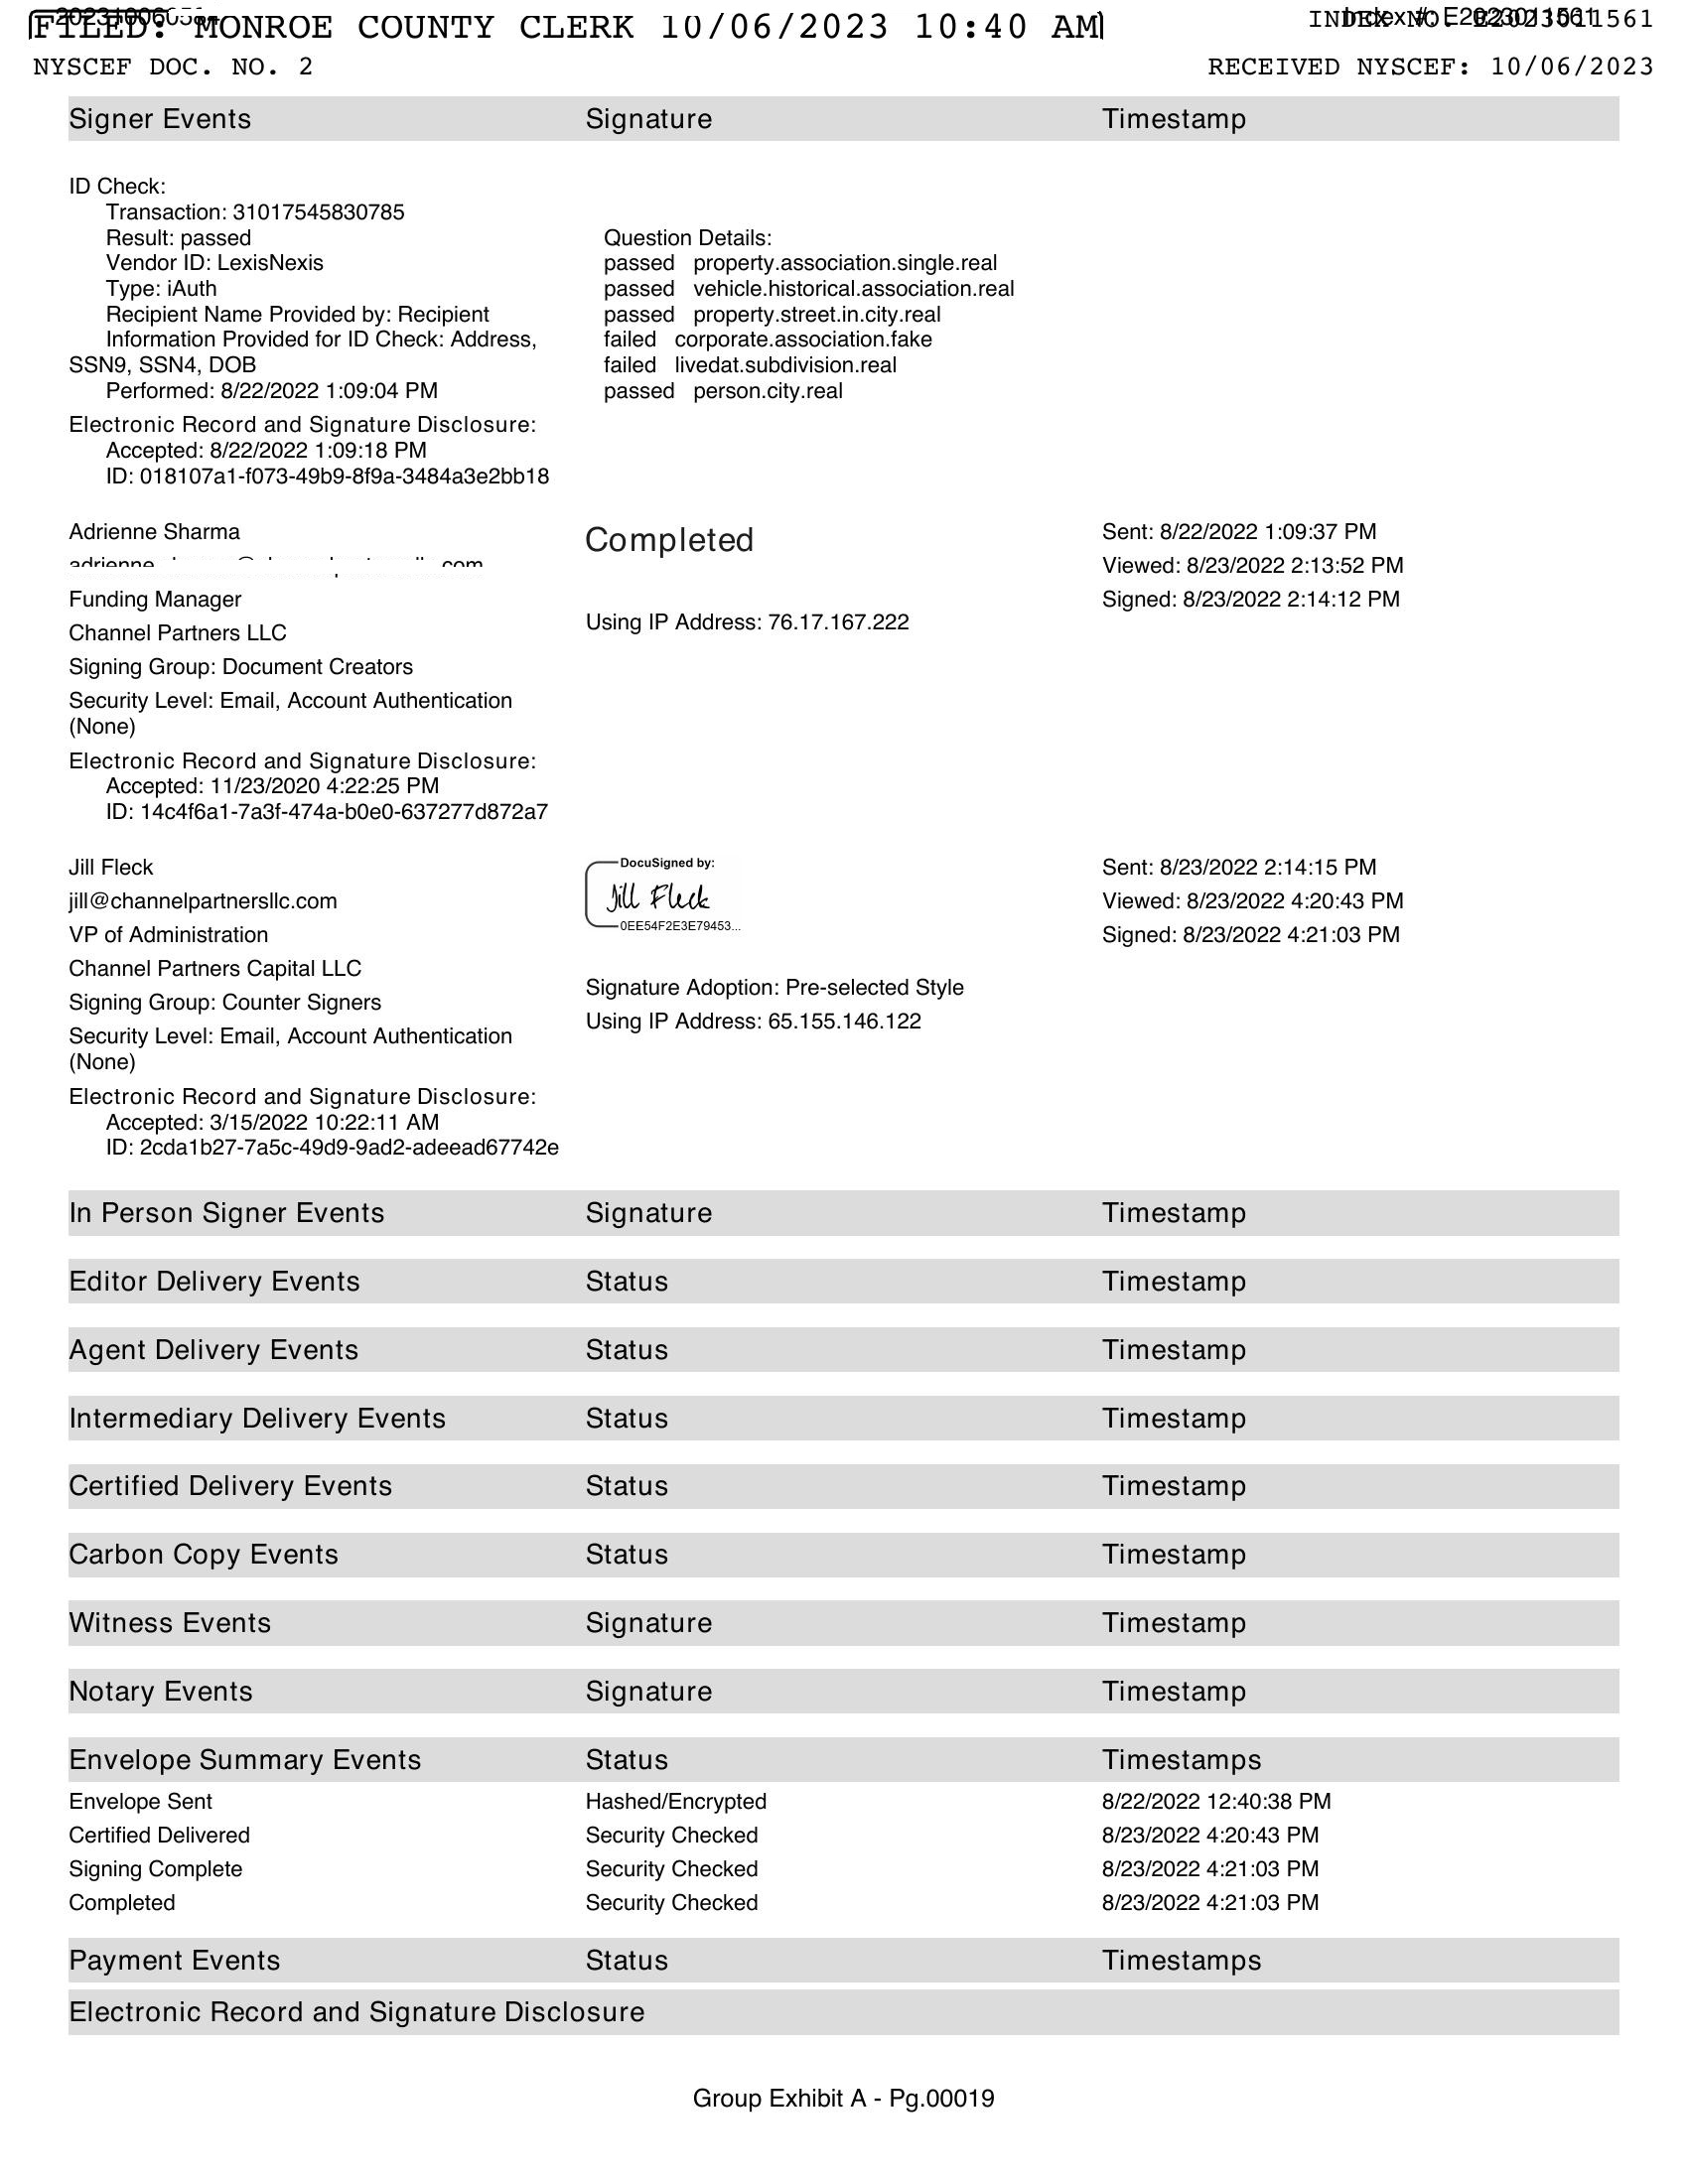 FILED: MONROE COUNTY CLERK 10/06/2023 10:40 AM
INDEX NO. E2023011561
Index #: E2023011561
NYSCEF DOC. NO. 2
RECEIVED NYSCEF: 10/06/2023
Signer Events Signature Timestamp
ID Check:
Transaction: 31017545830785
Result: passed Question Details:
Vendor ID: LexisNexis passed property.association.single.real
Type: iAuth passed vehicle.historical.association.real
Recipient Name Provided by: Recipient passed property.street.in.city.real
Information Provided for ID Check: Address, failed corporate.association.fake
SSN9, SSN4, DOB failed livedat.subdivision.real
Performed: 8/22/2022 1:09:04 PM passed person.city.real
Electronic Record and Signature Disclosure:
Accepted: 8/22/2022 1:09:18 PM
ID: 018107a1-f073-49b9-8f9a-3484a3e2bb18
Adrienne Sharma Completed Sent: 8/22/2022 1:09:37 PM
adrienne com Viewed: 8/23/2022 2:13:52 PM
Funding Manager Signed: 8/23/2022 2:14:12 PM
Using IP Address: 76.17.167.222
Channel Partners LLC
Signing Group: Document Creators
Security Level: Email, Account Authentication
(None)
Electronic Record and Signature Disclosure:
Accepted: 11/23/2020 4:22:25 PM
ID: 14c4f6a1-7a3f-474a-b0e0-637277d872a7
Jill Fleck DocuSigned by: Sent: 8/23/2022 2:14:15 PM
jill@channelpartnersllc.com Jill Fleck Viewed: 8/23/2022 4:20:43 PM
0EE54F2E3E79453...
VP of Administration Signed: 8/23/2022 4:21:03 PM
Channel Partners Capital LLC
Signing Group: Counter Signers Signature Adoption: Pre-selected Style
Security Level: Email, Account Authentication Using IP Address: 65.155.146.122
(None)
Electronic Record and Signature Disclosure:
Accepted: 3/15/2022 10:22:11 AM
ID: 2cda1b27-7a5c-49d9-9ad2-adeead67742e
In Person Signer Events Signature Timestamp
Editor Delivery Events Status Timestamp
Agent Delivery Events Status Timestamp
Intermediary Delivery Events Status Timestamp
Certified Delivery Events Status Timestamp
Carbon Copy Events Status Timestamp
Witness Events Signature Timestamp
Notary Events Signature Timestamp
Envelope Summary Events Status Timestamps
Envelope Sent Hashed/Encrypted 8/22/2022 12:40:38 PM
Certified Delivered Security Checked 8/23/2022 4:20:43 PM
Signing Complete Security Checked 8/23/2022 4:21:03 PM
Completed Security Checked 8/23/2022 4:21:03 PM
Payment Events Status Timestamps
Electronic Record and Signature Disclosure
Group Exhibit A - Pg.00019